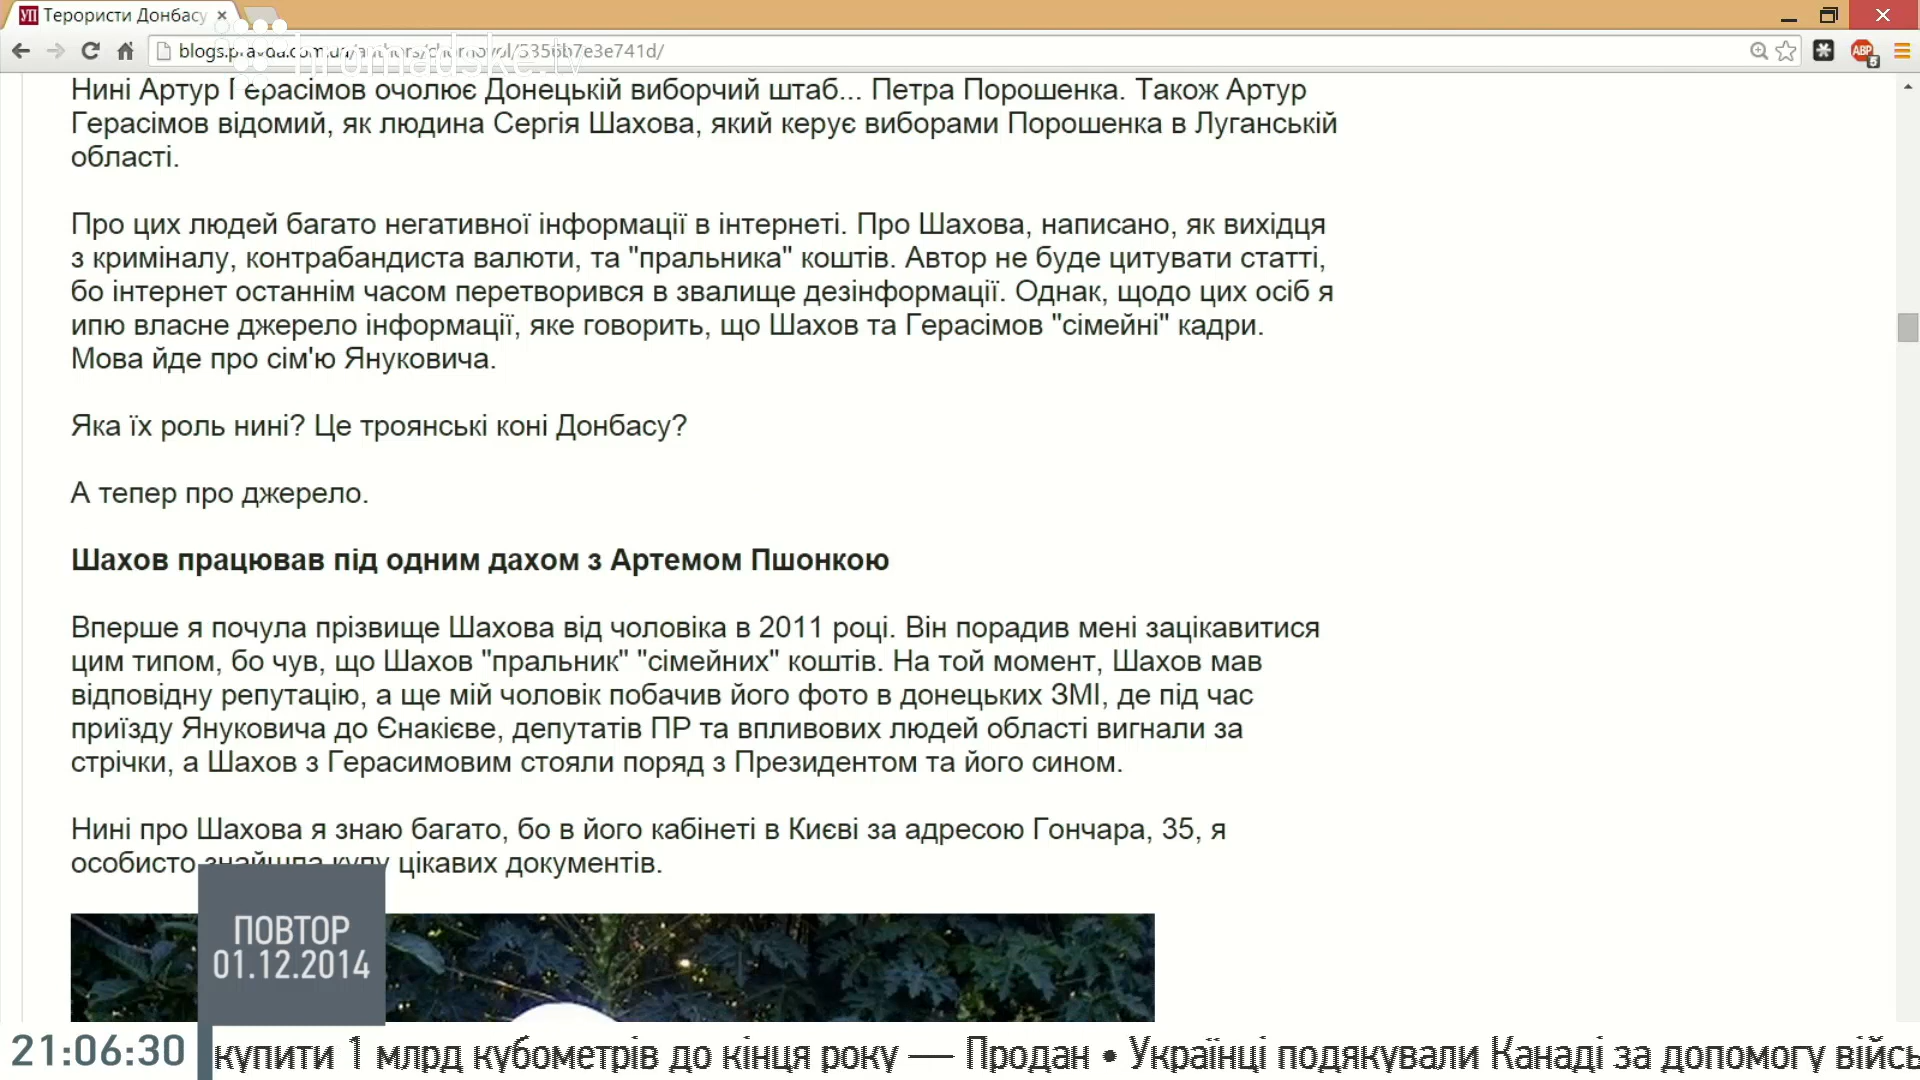 Терористи Донбасу
blogs.pravda.com.ua/authors/chornovol/5356b7e3e741d/
hromadske.tv
ABP
5
Нині Артур Герасімов очолює Донецькій виборчий штаб... Петра Порошенка. Також Артур
Герасімов відомий, як людина Сергія Шахова, який керує виборами Порошенка в Луганській
області.
Про цих людей багато негативної інформації в інтернеті. Про Шахова, написано, як вихідця
з криміналу, контрабандиста валюти, та "пральника" коштів. Автор не буде цитувати статті,
бо інтернет останнім часом перетворився в звалище дезінформації. Однак, щодо цих осіб я
ипю власне джерело інформації, яке говорить, що Шахов та Герасімов "сімейні" кадри.
Мова йде про сім'ю Януковича.
Яка їх роль нині? Це троянські коні Донбасу?
А тепер про джерело.
Шахов працював під одним дахом з Артемом Пшонкою
Вперше я почула прізвище Шахова від чоловіка в 2011 році. Він порадив мені зацікавитися
цим типом, бо чув, що Шахов "пральник" "сімейних" коштів. На той момент, Шахов мав
відповідну репутацію, а ще мій чоловік побачив його фото в донецьких ЗМІ, де під час
приїзду Януковича до Єнакієве, депутатів ПР та впливових людей області вигнали за
стрічки, а Шахов з Герасимовим стояли поряд з Президентом та його сином.
Нині про Шахова я знаю багато, бо в його кабінеті в Києві за адресою Гончара, 35, я
особисто знайшла купу цікавих документів.
ПОВТОР
01.12.2014
21:06:30 купити 1 млрд кубометрів до кінця року — Продан • Українці подякували Канаді за допомогу війсь